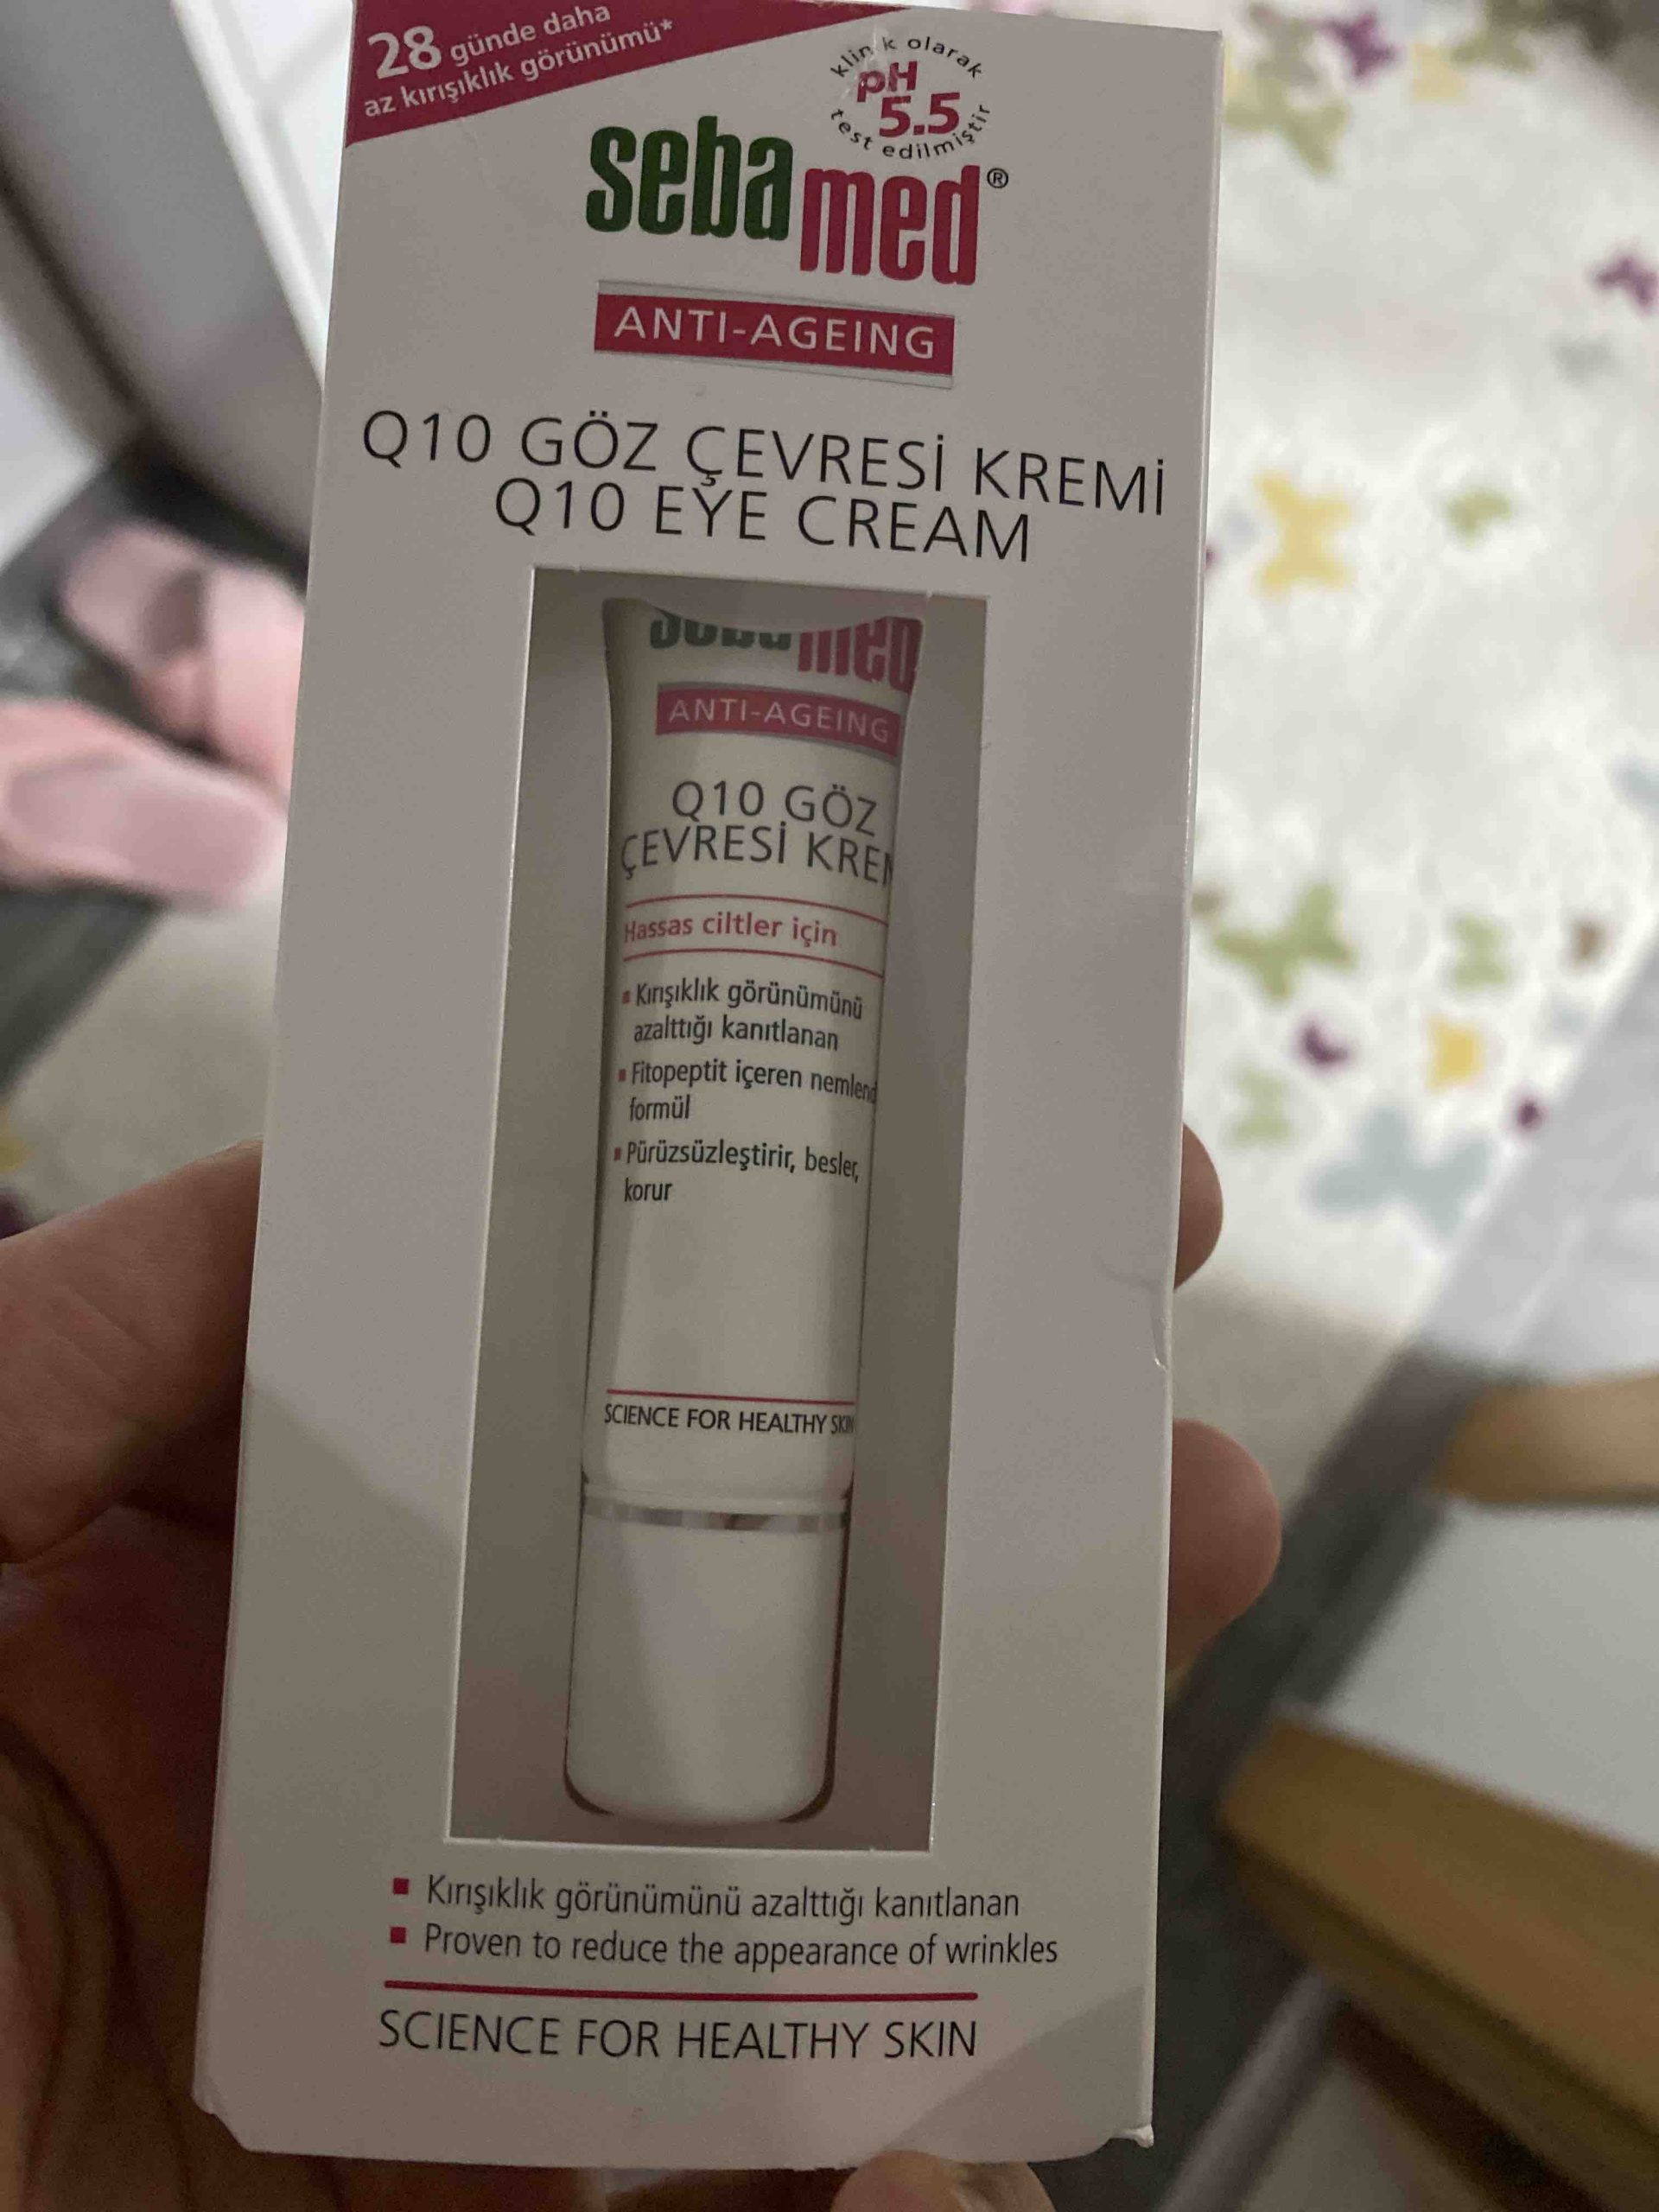 28 günde daha
az kırışıklık görünümü*
klinik olarak
pH
5.5
test edilmiştir
sebamed®
ANTI-AGEING
Q10 GÖZ ÇEVRESİ KREMİ
Q10 EYE CREAM
sebamed
ANTI-AGEING
Q10 GÖZ
ÇEVRESİ KREM
Hassas ciltler için
▪ Kırışıklık görünümünü
azalttığı kanıtlanan
▪ Fitopeptit içeren nemlend
formül
▪ Pürüzsüzleştirir, besler,
korur
SCIENCE FOR HEALTHY SKIN
▪ Kırışıklık görünümünü azalttığı kanıtlanan
▪ Proven to reduce the appearance of wrinkles
SCIENCE FOR HEALTHY SKIN